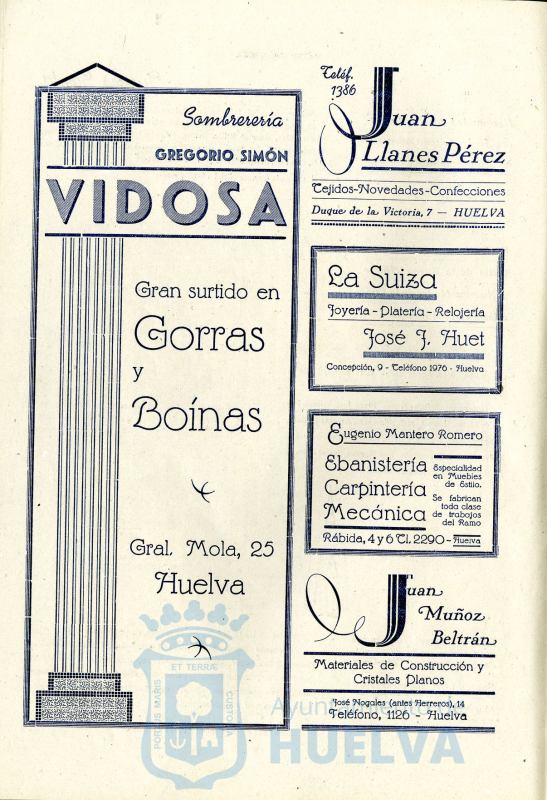 Sombrerería
GREGORIO SIMÓN
VIDOSA
Gran surtido en
Gorras
y
Boínas
Gral. Mola, 25
Huelva
Teléf.
1386
Juan
Llanes Pérez
Tejidos-Novedades-Confecciones
Duque de la Victoria, 7 — HUELVA
La Suiza
Joyería - Platería - Relojería
José J. Huet
Concepción, 9 - Teléfono 1976 - Huelva
Eugenio Mantero Romero
Ebanistería
Carpintería
Mecánica
Especialidad
en Muebles
de Estilo.
Se fabrican
toda clase
de trabajos
del Ramo
Rábida, 4 y 6 Tl. 2290 - Huelva
Juan
Muñoz
Beltrán
Materiales de Construcción y
Cristales Planos
José Nogales (antes Herreros), 14
Teléfono, 1126 - Huelva
PORTUS MARIS
ET TERRÆ
CUSTODIA
Ayuntamiento de
HUELVA